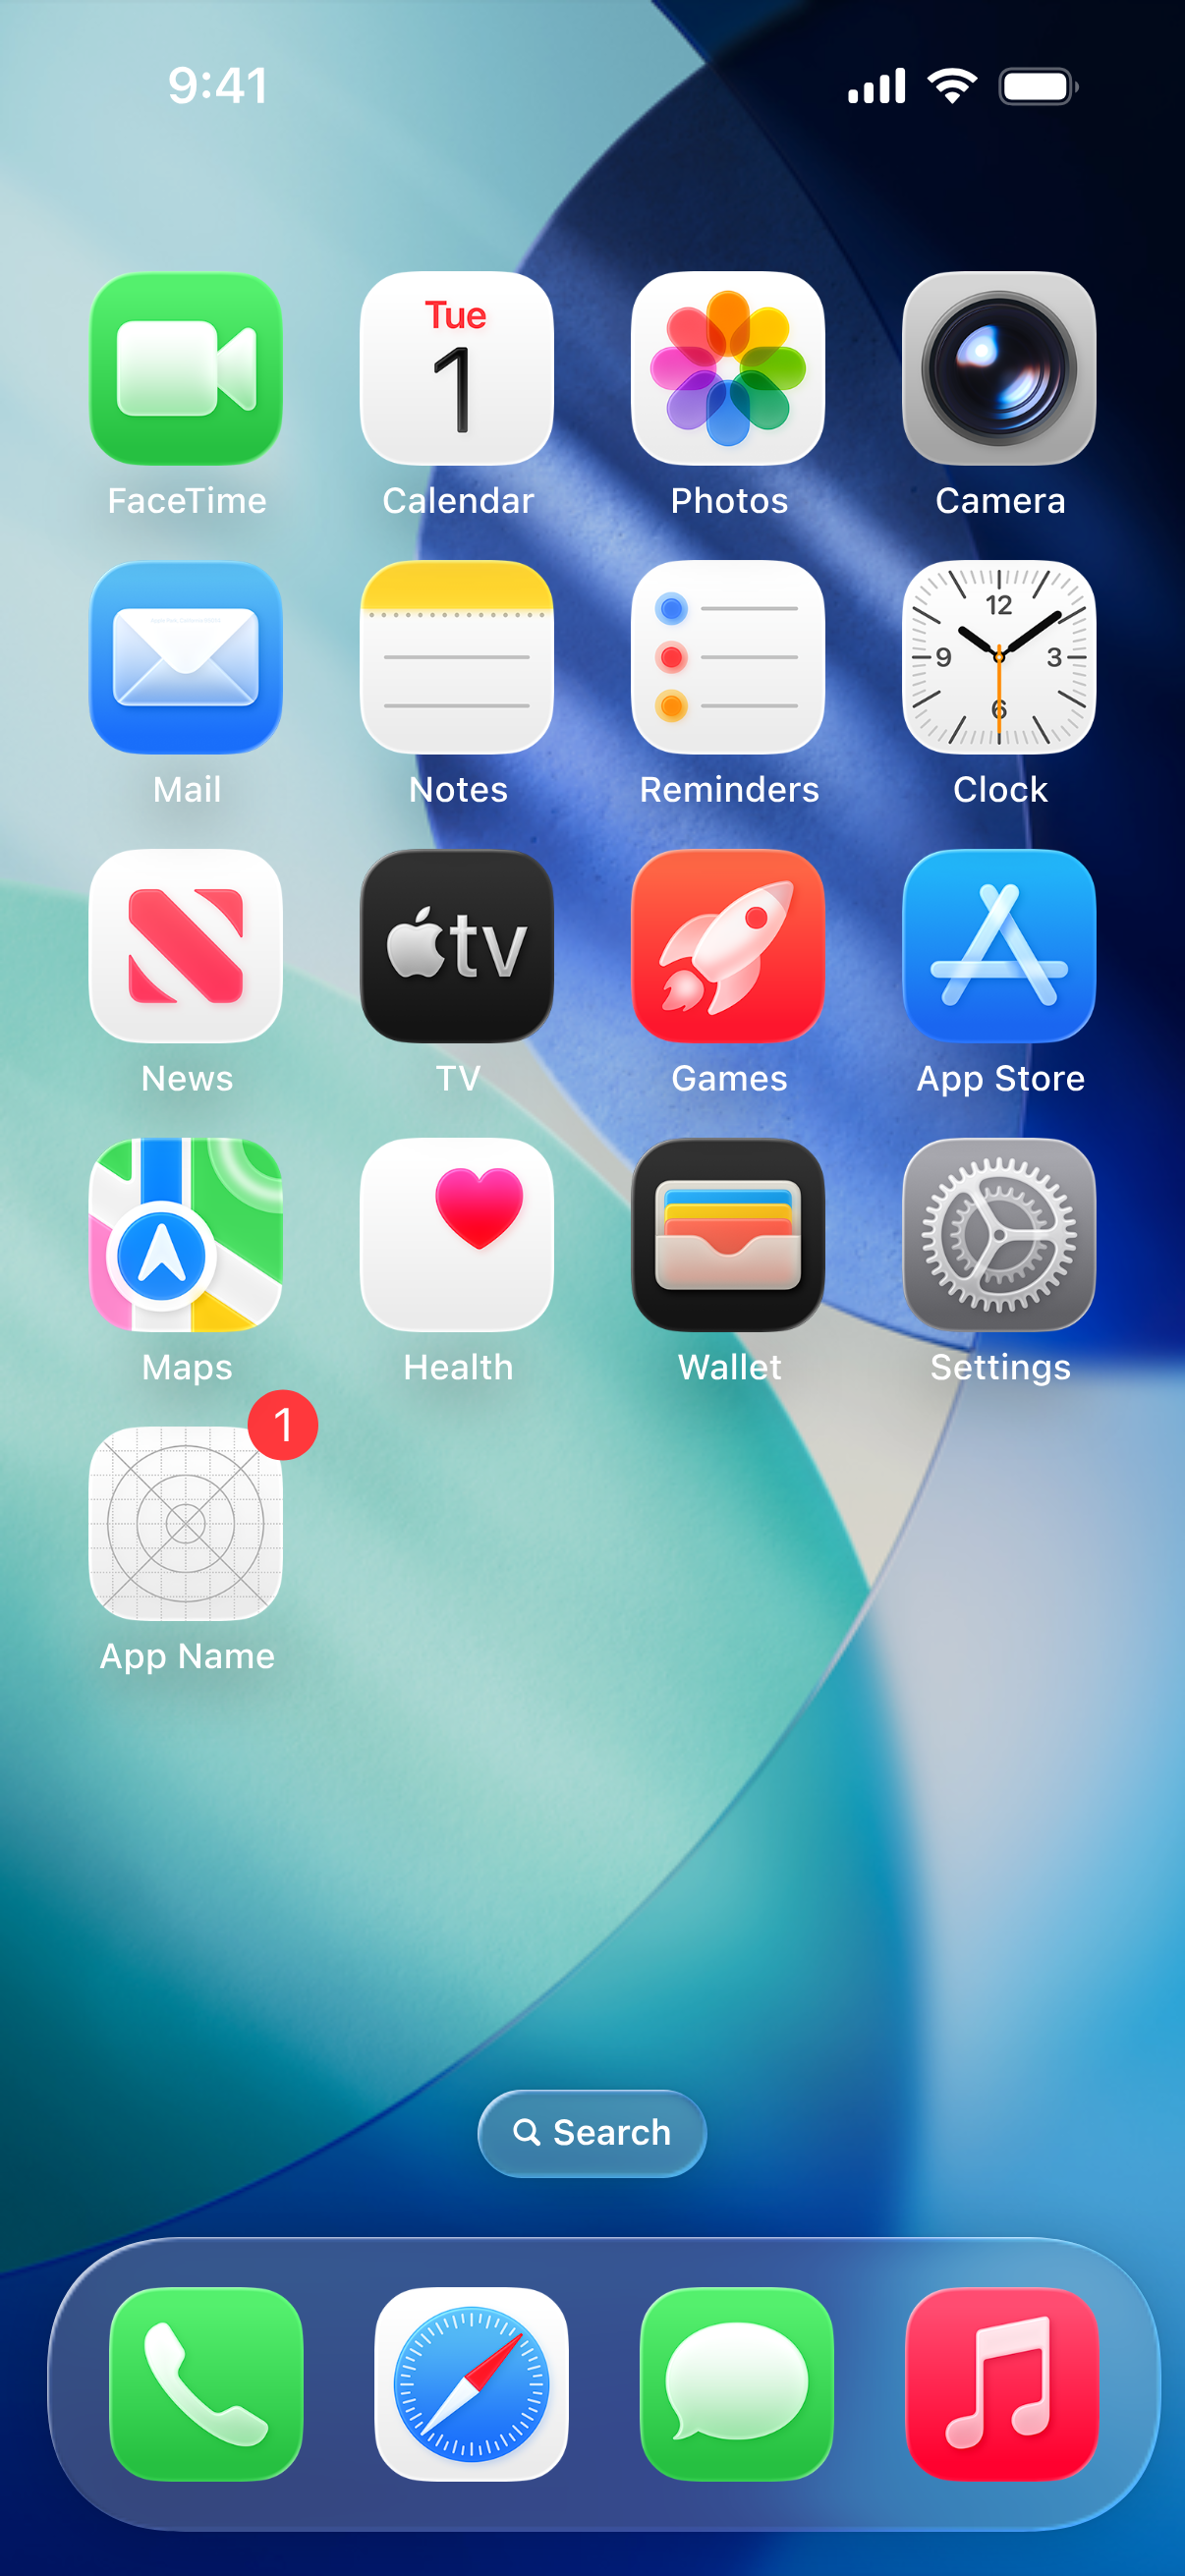 9:41
Tue
1
FaceTime
Calendar
Photos
Camera
12
9
3
6
Mail
Notes
Reminders
Clock
tv
News
TV
Games
App Store
Maps
Health
Wallet
Settings
1
App Name
Search